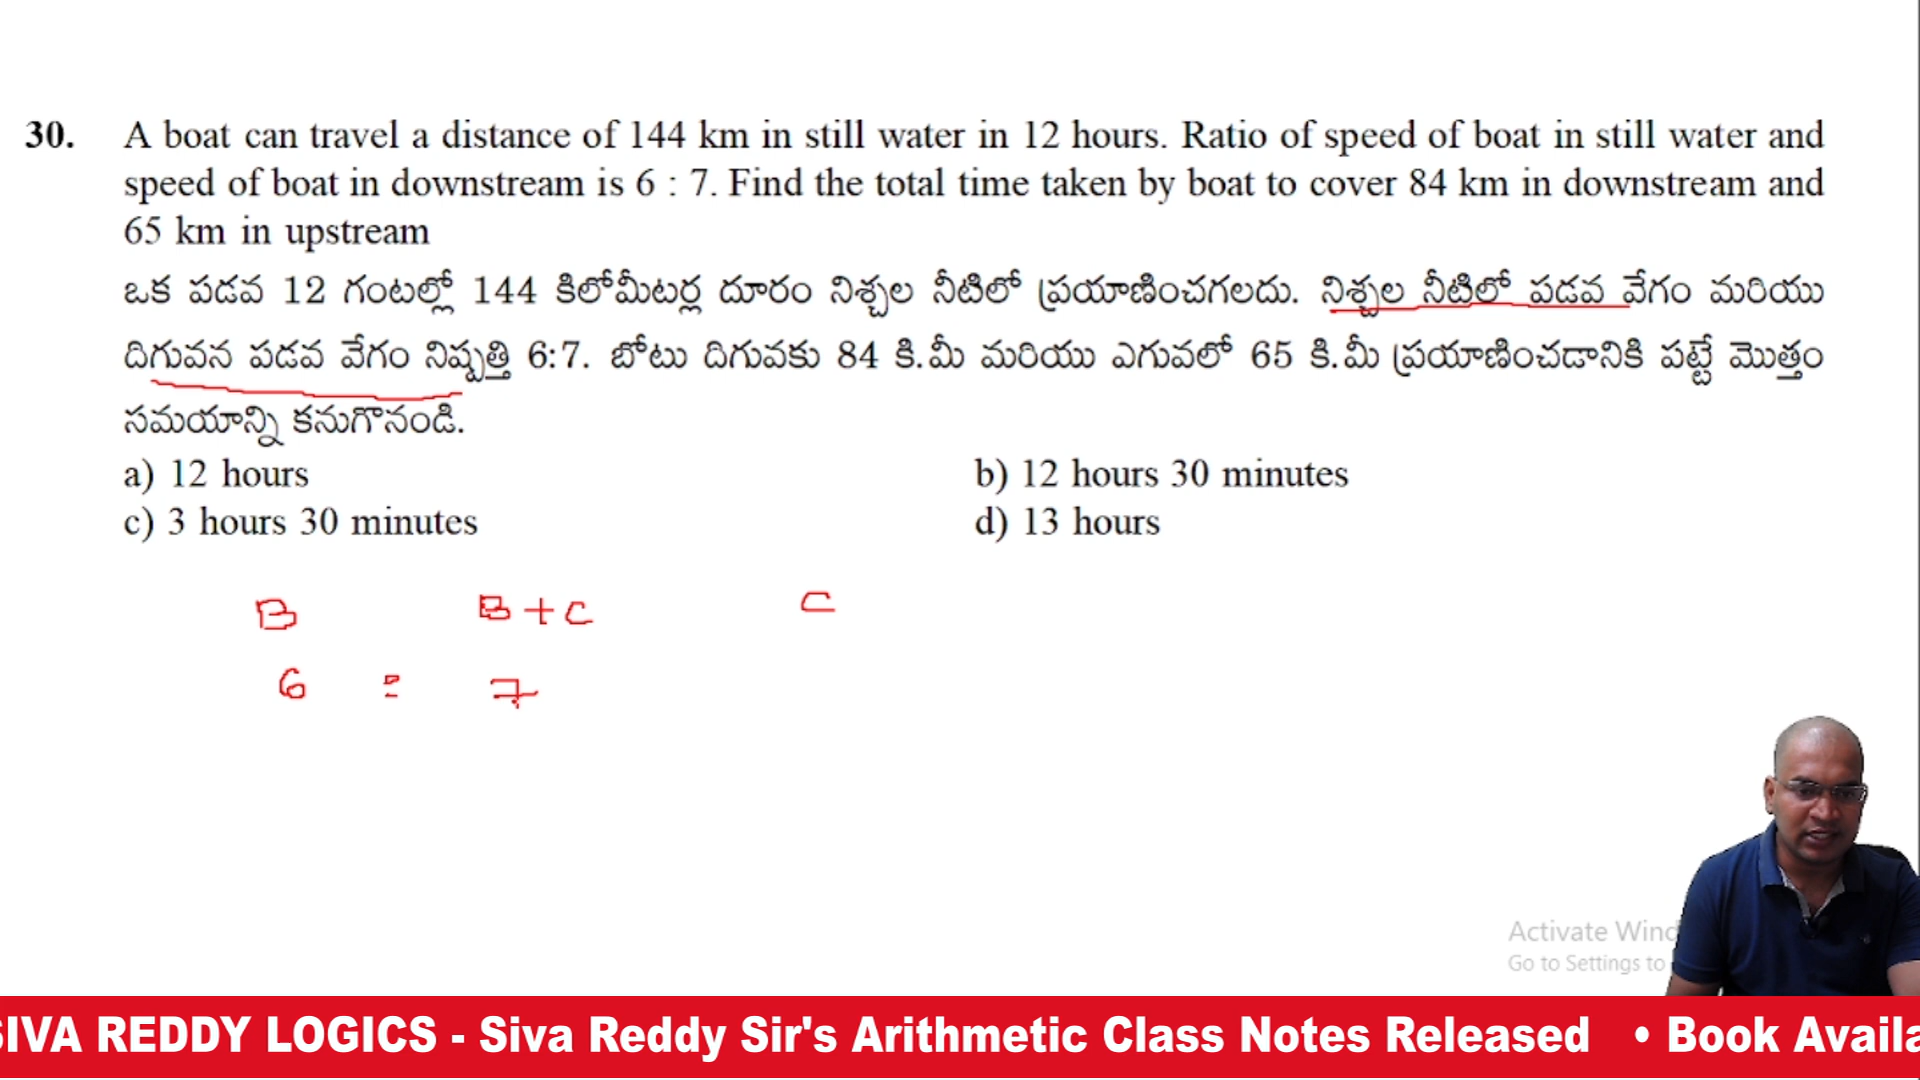 30. A boat can travel a distance of 144 km in still water in 12 hours. Ratio of speed of boat in still water and
speed of boat in downstream is 6 : 7. Find the total time taken by boat to cover 84 km in downstream and
65 km in upstream
ఒక పడవ 12 గంటల్లో 144 కిలోమీటర్ల దూరం నిశ్చల నీటిలో ప్రయాణించగలదు. నిశ్చల నీటిలో పడవ వేగం మరియు
దిగువన పడవ వేగం నిష్పత్తి 6:7. బోటు దిగువకు 84 కి.మీ మరియు ఎగువలో 65 కి.మీ ప్రయాణించడానికి పట్టే మొత్తం
సమయాన్ని కనుగొనండి.
a) 12 hours b) 12 hours 30 minutes
c) 3 hours 30 minutes d) 13 hours
B B+C C
6 : 7
Activate Wind
Go to Settings to
SIVA REDDY LOGICS - Siva Reddy Sir's Arithmetic Class Notes Released • Book Availa